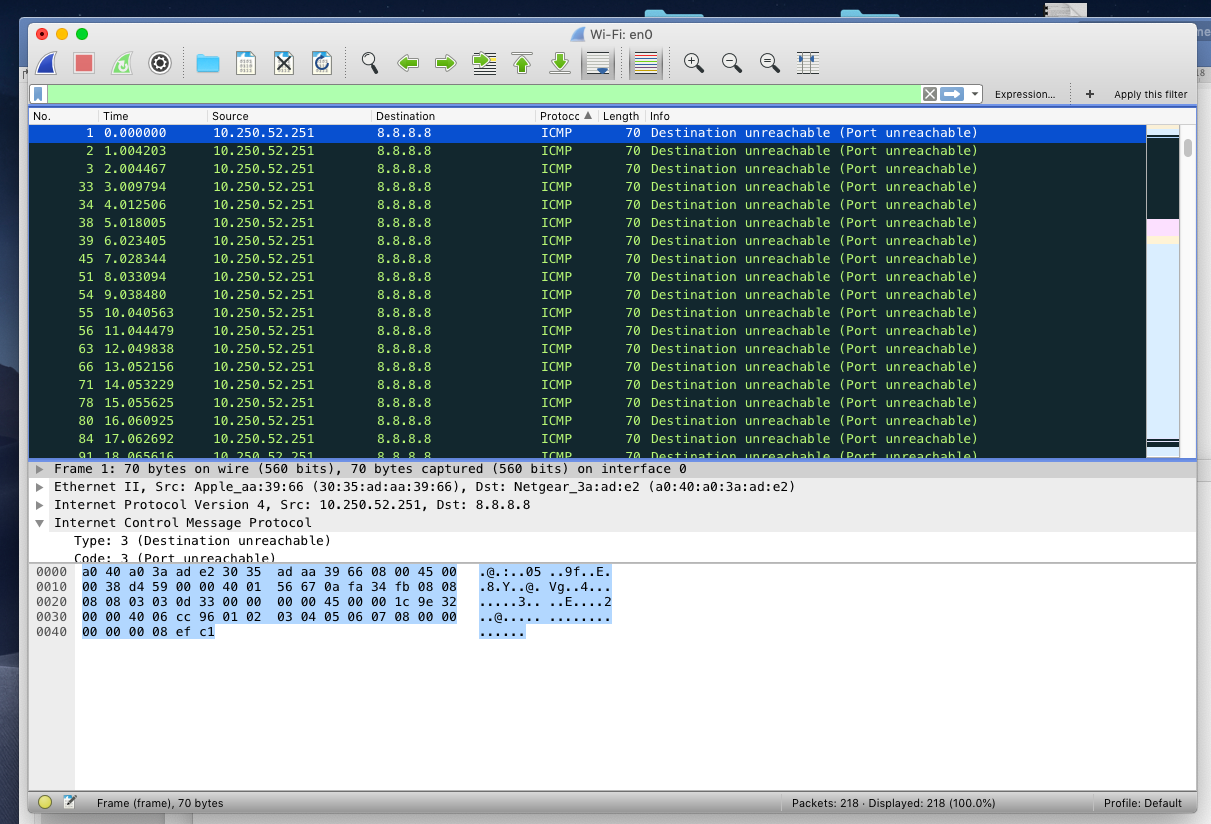 Wi-Fi: en0
Expression...
+
Apply this filter
No. Time Source Destination Protocc Length Info
1 0.000000 10.250.52.251 8.8.8.8 ICMP 70 Destination unreachable (Port unreachable)
2 1.004203 10.250.52.251 8.8.8.8 ICMP 70 Destination unreachable (Port unreachable)
3 2.004467 10.250.52.251 8.8.8.8 ICMP 70 Destination unreachable (Port unreachable)
33 3.009794 10.250.52.251 8.8.8.8 ICMP 70 Destination unreachable (Port unreachable)
34 4.012506 10.250.52.251 8.8.8.8 ICMP 70 Destination unreachable (Port unreachable)
38 5.018005 10.250.52.251 8.8.8.8 ICMP 70 Destination unreachable (Port unreachable)
39 6.023405 10.250.52.251 8.8.8.8 ICMP 70 Destination unreachable (Port unreachable)
45 7.028344 10.250.52.251 8.8.8.8 ICMP 70 Destination unreachable (Port unreachable)
51 8.033094 10.250.52.251 8.8.8.8 ICMP 70 Destination unreachable (Port unreachable)
54 9.038480 10.250.52.251 8.8.8.8 ICMP 70 Destination unreachable (Port unreachable)
55 10.040563 10.250.52.251 8.8.8.8 ICMP 70 Destination unreachable (Port unreachable)
56 11.044479 10.250.52.251 8.8.8.8 ICMP 70 Destination unreachable (Port unreachable)
63 12.049838 10.250.52.251 8.8.8.8 ICMP 70 Destination unreachable (Port unreachable)
66 13.052156 10.250.52.251 8.8.8.8 ICMP 70 Destination unreachable (Port unreachable)
71 14.053229 10.250.52.251 8.8.8.8 ICMP 70 Destination unreachable (Port unreachable)
78 15.055625 10.250.52.251 8.8.8.8 ICMP 70 Destination unreachable (Port unreachable)
80 16.060925 10.250.52.251 8.8.8.8 ICMP 70 Destination unreachable (Port unreachable)
84 17.062692 10.250.52.251 8.8.8.8 ICMP 70 Destination unreachable (Port unreachable)
91 18.065616 10.250.52.251 8.8.8.8 ICMP 70 Destination unreachable (Port unreachable)
Frame 1: 70 bytes on wire (560 bits), 70 bytes captured (560 bits) on interface 0
Ethernet II, Src: Apple_aa:39:66 (30:35:ad:aa:39:66), Dst: Netgear_3a:ad:e2 (a0:40:a0:3a:ad:e2)
Internet Protocol Version 4, Src: 10.250.52.251, Dst: 8.8.8.8
Internet Control Message Protocol
Type: 3 (Destination unreachable)
Code: 3 (Port unreachable)
0000 a0 40 a0 3a ad e2 30 35 ad aa 39 66 08 00 45 00 .@.:..05 ..9f..E.
0010 00 38 d4 59 00 00 40 01 56 67 0a fa 34 fb 08 08 .8.Y..@. Vg..4...
0020 08 08 03 03 0d 33 00 00 00 00 45 00 00 1c 9e 32 .....3.. ..E....2
0030 00 00 40 06 cc 96 01 02 03 04 05 06 07 08 00 00 ..@..... ........
0040 00 00 00 08 ef c1 ......
Frame (frame), 70 bytes
Packets: 218 · Displayed: 218 (100.0%)
Profile: Default